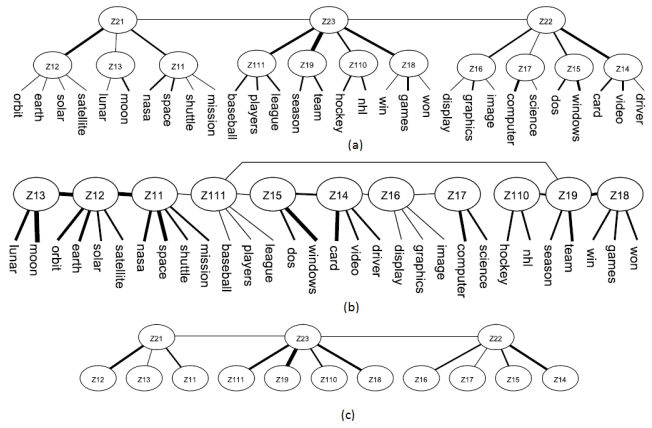 Z21 Z23 Z22
Z12 Z13 Z11 Z111 Z19 Z110 Z18 Z16 Z17 Z15 Z14
orbit earth solar satellite lunar moon nasa space shuttle mission baseball players league season team hockey nhl win games won display graphics image computer science dos windows card video driver
(a)
Z13 Z12 Z11 Z111 Z15 Z14 Z16 Z17 Z110 Z19 Z18
lunar moon orbit earth solar satellite nasa space shuttle mission baseball players league dos windows card video driver display graphics image computer science hockey nhl season team win games won
(b)
Z21 Z23 Z22
Z12 Z13 Z11 Z111 Z19 Z110 Z18 Z16 Z17 Z15 Z14
(c)